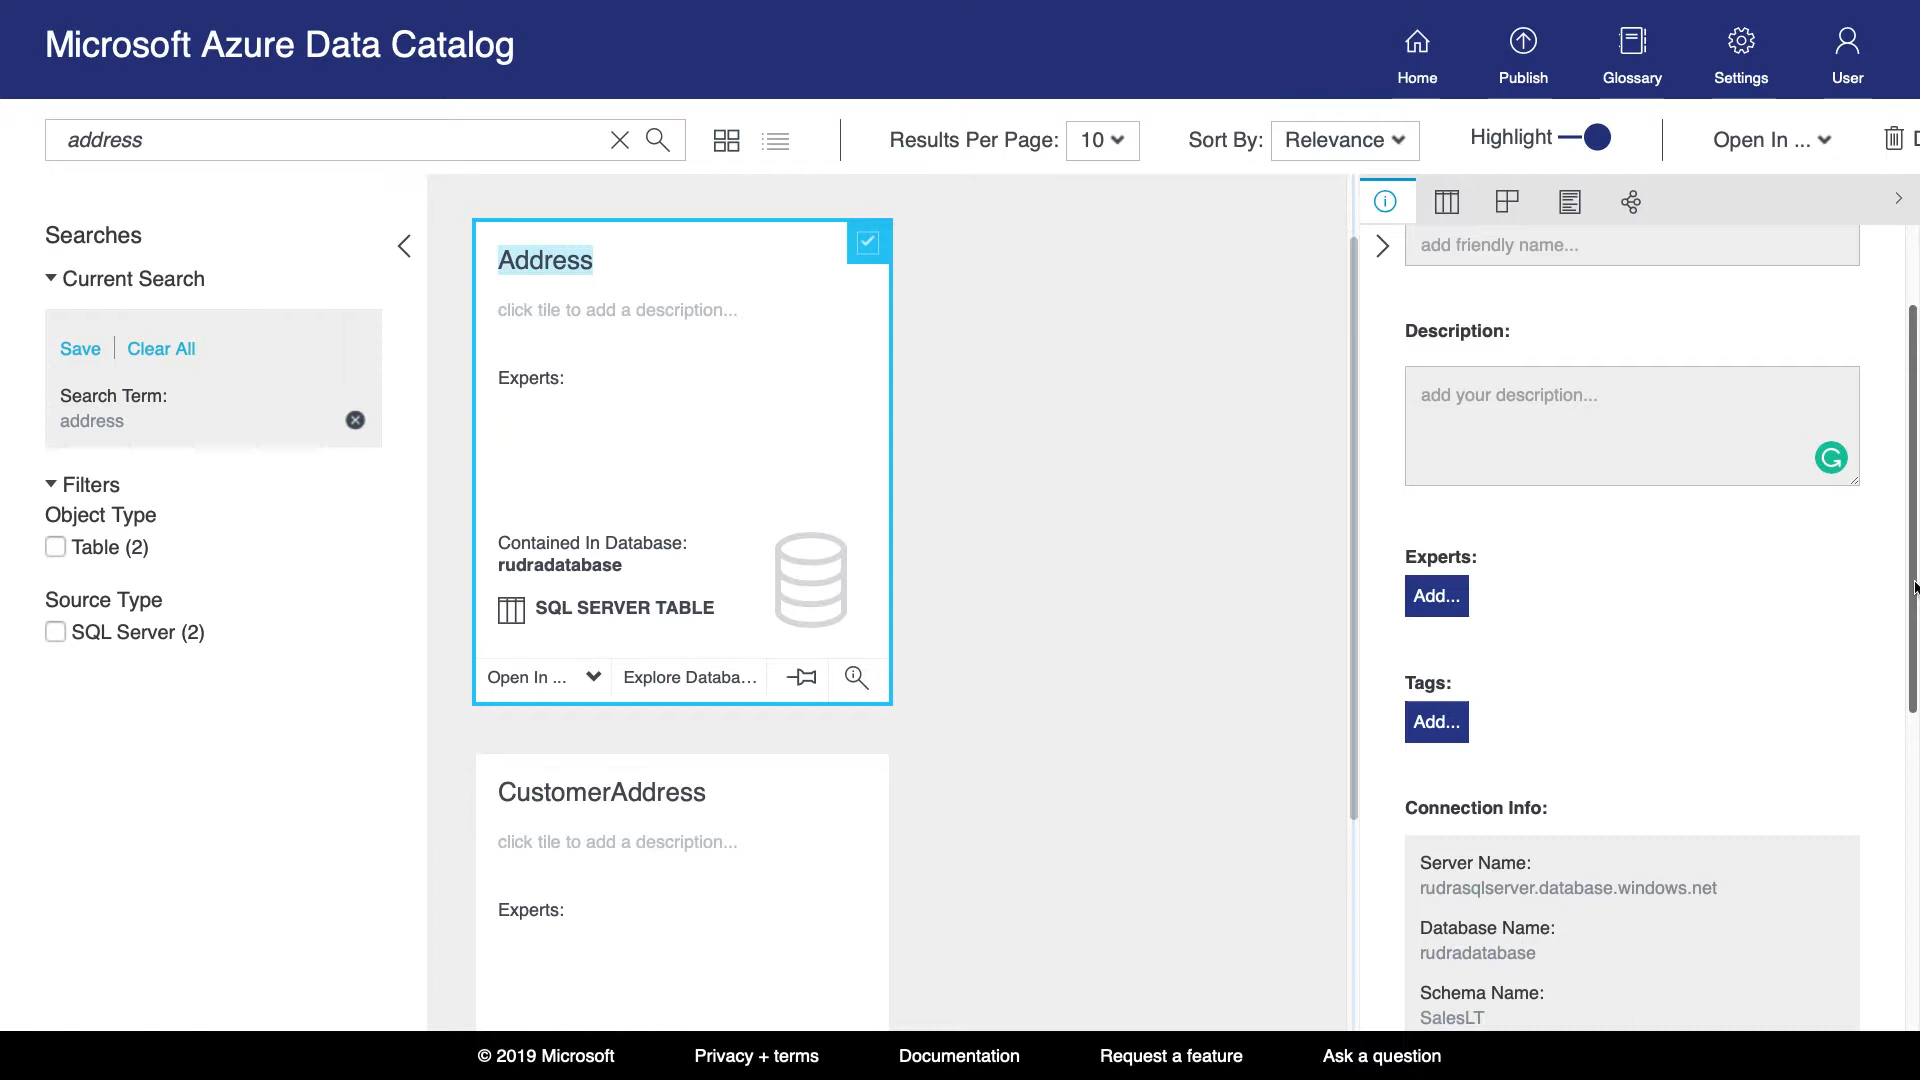 Microsoft Azure Data Catalog
Home
Publish
Glossary
Settings
User
address
Results Per Page:
10
Sort By:
Relevance
Highlight
Open In ...
Searches
Current Search
Save
Clear All
Search Term:
address
Filters
Object Type
Table (2)
Source Type
SQL Server (2)
Address
click tile to add a description...
Experts:
Contained In Database:
rudradatabase
SQL SERVER TABLE
Open In ...
Explore Databa...
CustomerAddress
click tile to add a description...
Experts:
add friendly name...
Description:
add your description...
Experts:
Add...
Tags:
Add...
Connection Info:
Server Name:
rudrasqlserver.database.windows.net
Database Name:
rudradatabase
Schema Name:
SalesLT
© 2019 Microsoft
Privacy + terms
Documentation
Request a feature
Ask a question